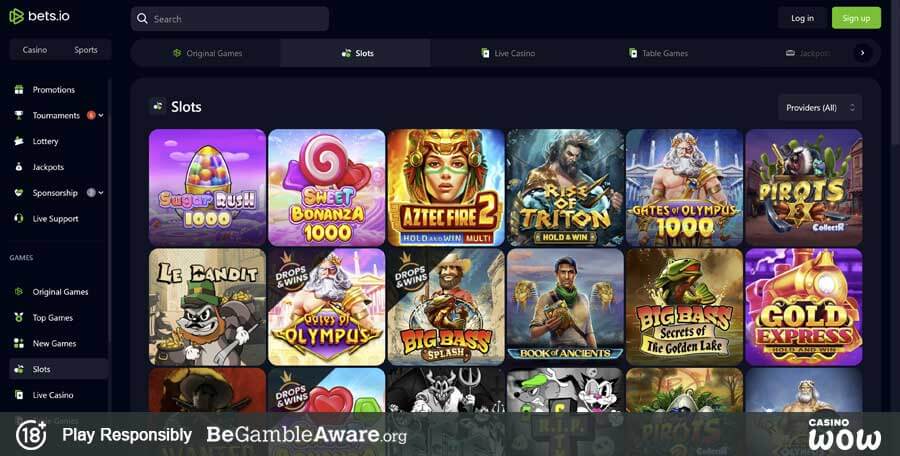 bets.io
Search
Log in
Sign up
Casino
Sports
Original Games
Slots
Live Casino
Table Games
Jackpots
Promotions
Tournaments
Lottery
Jackpots
Sponsorship
Live Support
GAMES
Original Games
Top Games
New Games
Slots
Live Casino
Slots
Providers (All)
SUGAR RUSH
1000
SWEET
BONANZA
1000
AZTEC FIRE 2
HOLD AND WIN MULTI
RISE
OF
TRITON
HOLD & WIN
GATES OF OLYMPUS
1000
PIROTS
X
COLLECTR
LE BANDIT
DROPS
& WINS
Gates of
OLYMPUS
DROPS
& WINS
BIG BASS
SPLASH
BOOK OF ANCIENTS
BIG BASS
Secrets of
The Golden Lake
GOLD
EXPRESS
HOLD AND WIN
DROPS
& WINS
R.I.P.
18+
Play Responsibly
BeGambleAware.org
CASINO
WOW